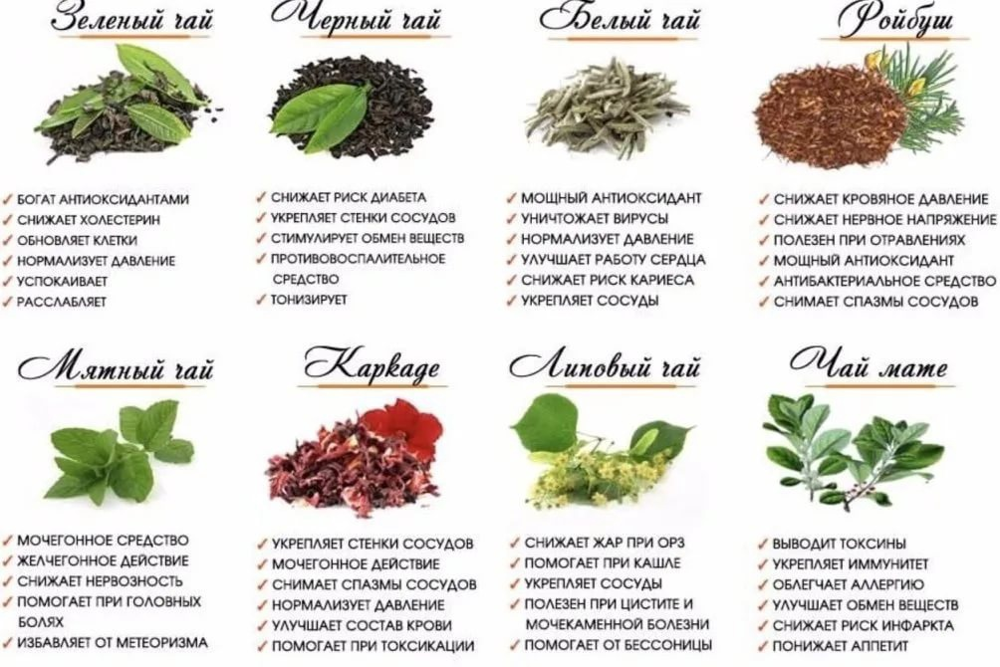 Зеленый чай
БОГАТ АНТИОКСИДАНТАМИ
СНИЖАЕТ ХОЛЕСТЕРИН
ОБНОВЛЯЕТ КЛЕТКИ
НОРМАЛИЗУЕТ ДАВЛЕНИЕ
УСПОКАИВАЕТ
РАССЛАБЛЯЕТ
Черный чай
СНИЖАЕТ РИСК ДИАБЕТА
УКРЕПЛЯЕТ СТЕНКИ СОСУДОВ
СТИМУЛИРУЕТ ОБМЕН ВЕЩЕСТВ
ПРОТИВОВОСПАЛИТЕЛЬНОЕ
СРЕДСТВО
ТОНИЗИРУЕТ
Белый чай
МОЩНЫЙ АНТИОКСИДАНТ
УНИЧТОЖАЕТ ВИРУСЫ
НОРМАЛИЗУЕТ ДАВЛЕНИЕ
УЛУЧШАЕТ РАБОТУ СЕРДЦА
СНИЖАЕТ РИСК КАРИЕСА
УКРЕПЛЯЕТ СОСУДЫ
Ройбуш
СНИЖАЕТ КРОВЯНОЕ ДАВЛЕНИЕ
СНИЖАЕТ НЕРВНОЕ НАПРЯЖЕНИЕ
ПОЛЕЗЕН ПРИ ОТРАВЛЕНИЯХ
МОЩНЫЙ АНТИОКСИДАНТ
АНТИБАКТЕРИАЛЬНОЕ СРЕДСТВО
СНИМАЕТ СПАЗМЫ СОСУДОВ
Мятный чай
МОЧЕГОННОЕ СРЕДСТВО
ЖЕЛЧЕГОННОЕ ДЕЙСТВИЕ
СНИЖАЕТ НЕРВОЗНОСТЬ
ПОМОГАЕТ ПРИ ГОЛОВНЫХ
БОЛЯХ
ИЗБАВЛЯЕТ ОТ МЕТЕОРИЗМА
Каркаде
УКРЕПЛЯЕТ СТЕНКИ СОСУДОВ
МОЧЕГОННОЕ ДЕЙСТВИЕ
СНИМАЕТ СПАЗМЫ СОСУДОВ
НОРМАЛИЗУЕТ ДАВЛЕНИЕ
УЛУЧШАЕТ СОСТАВ КРОВИ
ПОМОГАЕТ ПРИ ТОКСИКАЦИИ
Липовый чай
СНИЖАЕТ ЖАР ПРИ ОРЗ
ПОМОГАЕТ ПРИ КАШЛЕ
УКРЕПЛЯЕТ СОСУДЫ
ПОЛЕЗЕН ПРИ ЦИСТИТЕ И
МОЧЕКАМЕННОЙ БОЛЕЗНИ
ПОМОГАЕТ ОТ БЕССОНИЦЫ
Чай мате
ВЫВОДИТ ТОКСИНЫ
УКРЕПЛЯЕТ ИММУНИТЕТ
ОБЛЕГЧАЕТ АЛЛЕРГИЮ
УЛУЧШАЕТ ОБМЕН ВЕЩЕСТВ
СНИЖАЕТ РИСК ИНФАРКТА
ПОНИЖАЕТ АППЕТИТ